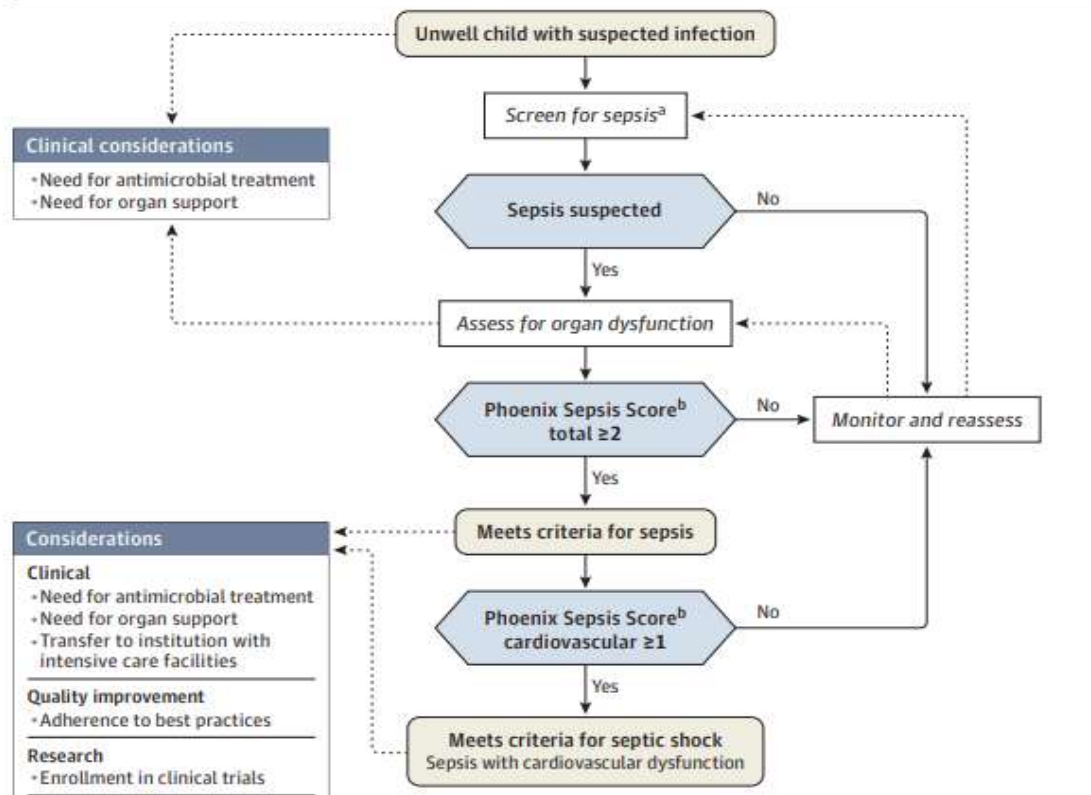 Unwell child with suspected infection
Screen for sepsisᵃ
Clinical considerations
• Need for antimicrobial treatment
• Need for organ support
Sepsis suspected
No
Yes
Assess for organ dysfunction
Phoenix Sepsis Scoreᵇ
total ≥2
No
Monitor and reassess
Yes
Meets criteria for sepsis
Considerations
Clinical
• Need for antimicrobial treatment
• Need for organ support
• Transfer to institution with
intensive care facilities
Quality improvement
• Adherence to best practices
Research
• Enrollment in clinical trials
Phoenix Sepsis Scoreᵇ
cardiovascular ≥1
No
Yes
Meets criteria for septic shock
Sepsis with cardiovascular dysfunction